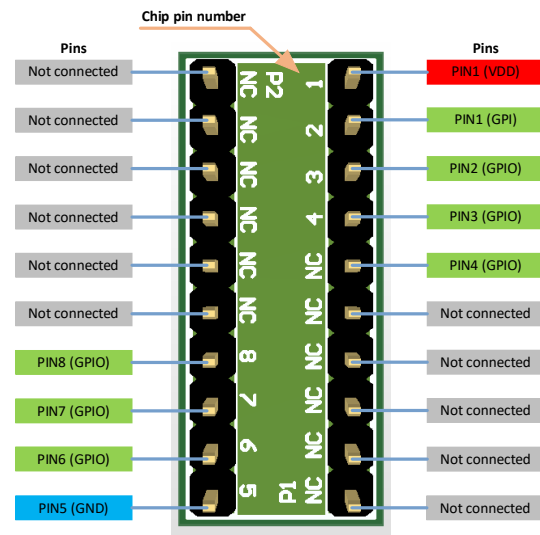 Chip pin number
Pins
Pins
Not connected
NC
P2
1
PIN1 (VDD)
Not connected
NC
2
PIN1 (GPI)
Not connected
NC
3
PIN2 (GPIO)
Not connected
NC
4
PIN3 (GPIO)
Not connected
NC
NC
PIN4 (GPIO)
Not connected
NC
NC
Not connected
PIN8 (GPIO)
8
NC
Not connected
PIN7 (GPIO)
7
NC
Not connected
PIN6 (GPIO)
6
NC
Not connected
PIN5 (GND)
5
P1
NC
Not connected